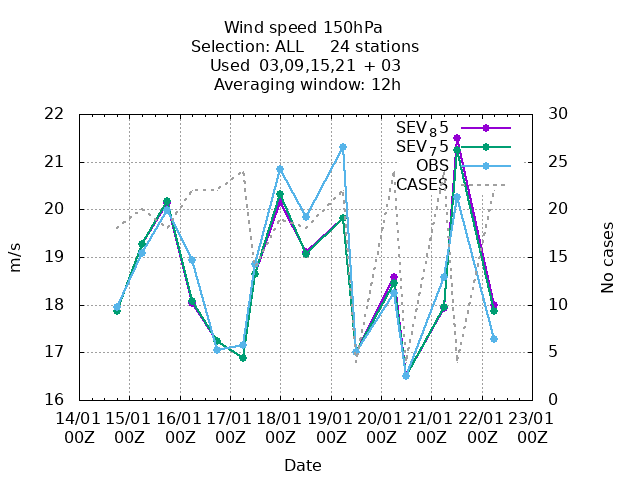 Wind speed 150hPa
Selection: ALL     24 stations
Used  03,09,15,21 + 03
Averaging window: 12h
22 30
SEV₈5
SEV₇5
21 25
OBS
CASES
20 20
19 15
m/s No cases
18 10
17 5
16 0
14/01 15/01 16/01 17/01 18/01 19/01 20/01 21/01 22/01 23/01
00Z 00Z 00Z 00Z 00Z 00Z 00Z 00Z 00Z 00Z
Date